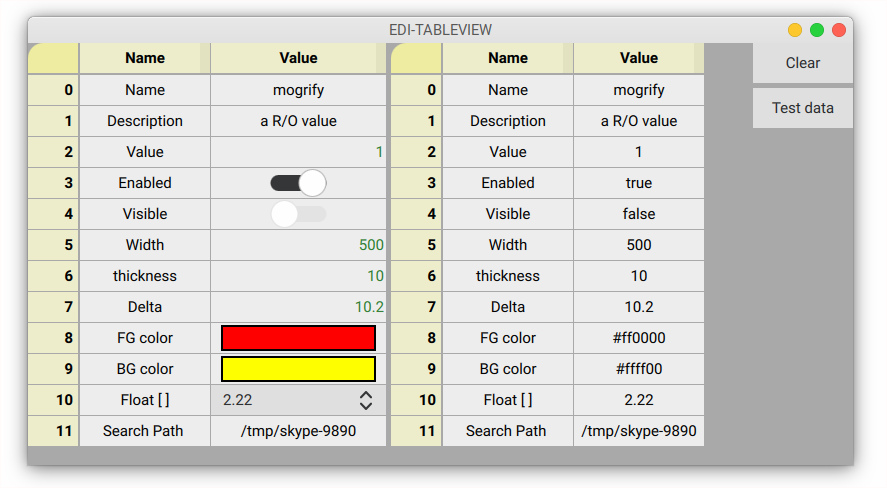 EDI-TABLEVIEW
Name Value Name Value Clear
0 Name mogrify 0 Name mogrify
1 Description a R/O value 1 Description a R/O value Test data
2 Value 1 2 Value 1
3 Enabled 3 Enabled true
4 Visible 4 Visible false
5 Width 500 5 Width 500
6 thickness 10 6 thickness 10
7 Delta 10.2 7 Delta 10.2
8 FG color 8 FG color #ff0000
9 BG color 9 BG color #ffff00
10 Float [ ] 2.22 10 Float [ ] 2.22
11 Search Path /tmp/skype-9890 11 Search Path /tmp/skype-9890